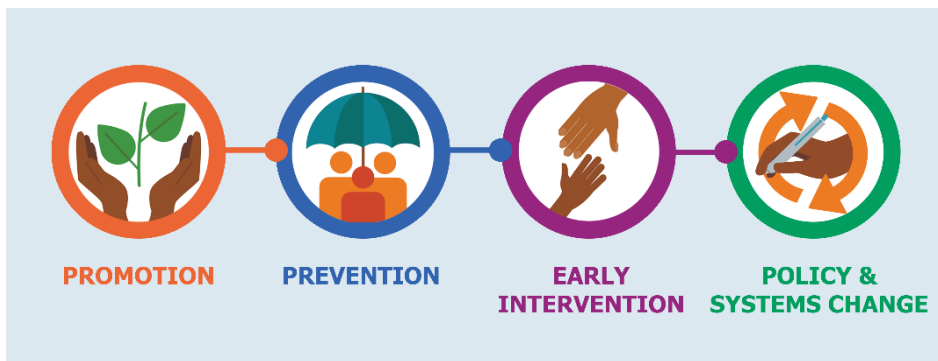 PROMOTION
PREVENTION
EARLY
INTERVENTION
POLICY &
SYSTEMS CHANGE